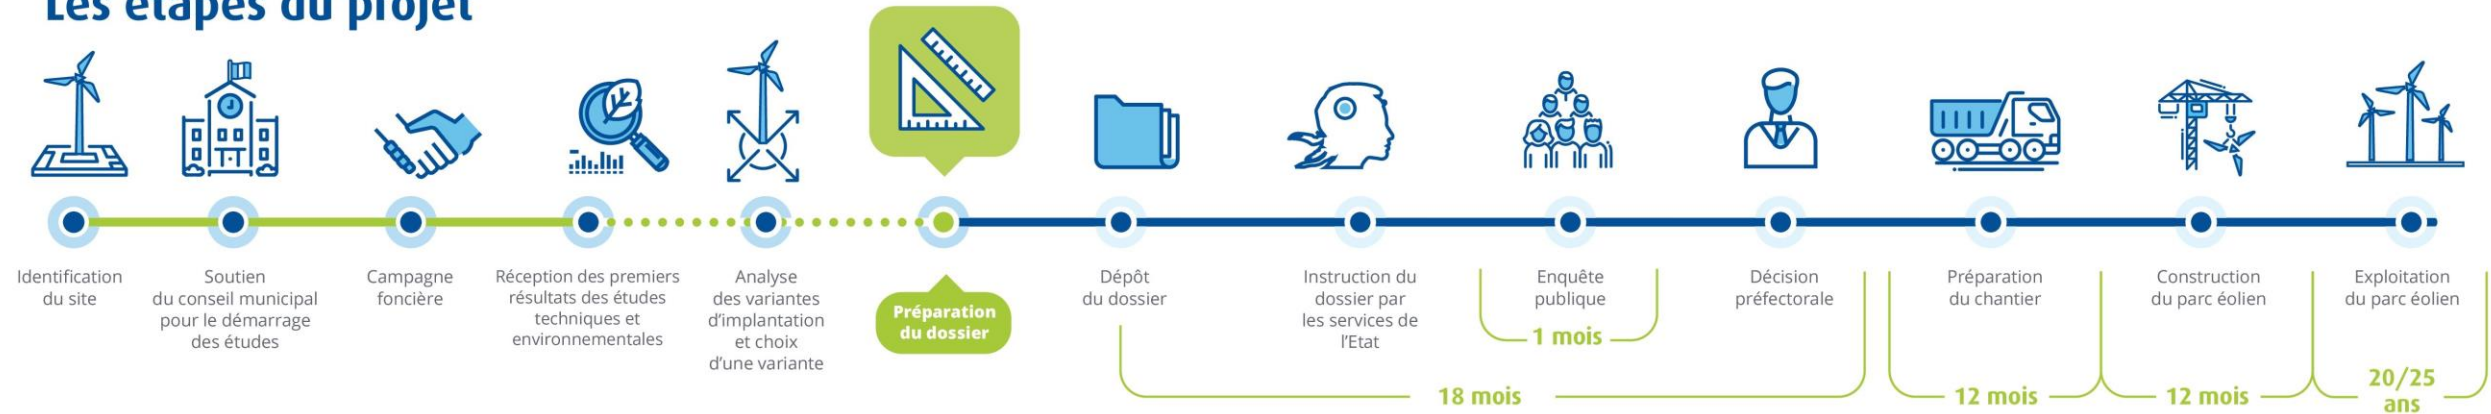 Les étapes du projet
Identification
du site
Soutien
du conseil municipal
pour le démarrage
des études
Campagne
foncière
Réception des premiers
résultats des études
techniques et
environnementales
Analyse
des variantes
d'implantation
et choix
d'une variante
Préparation
du dossier
Dépôt
du dossier
Instruction du
dossier par
les services de
l'Etat
Enquête
publique
1 mois
Décision
préfectorale
18 mois
Préparation
du chantier
12 mois
Construction
du parc éolien
12 mois
Exploitation
du parc éolien
20/25
ans